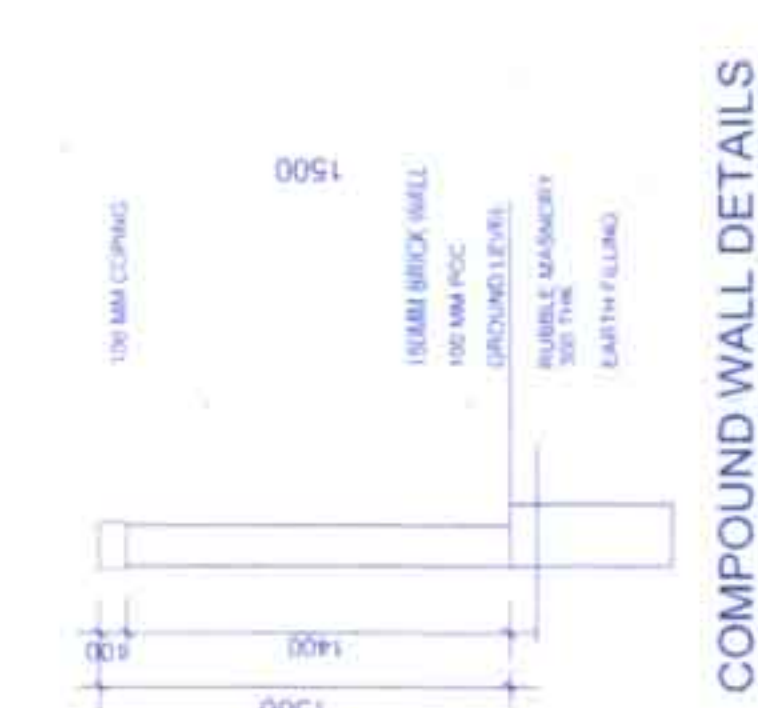 100 MM COPING
1500
150MM BRICK WALL
100 MM PCC
GROUND LEVEL
RUBBLE MASNORY
300 THK
EARTH FILLING
100
1400
1500
COMPOUND WALL DETAILS